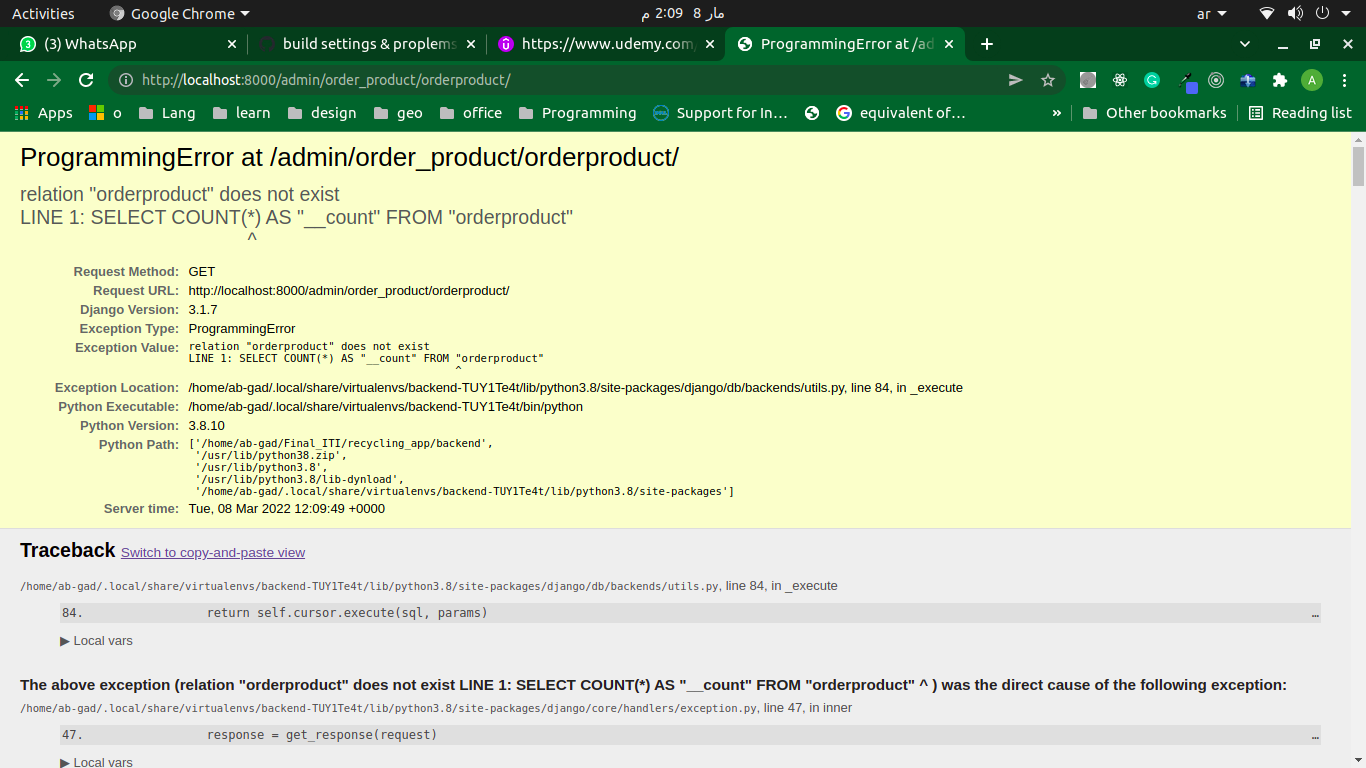 Activities
Google Chrome
مار 8 2:09 م
ar
(3) WhatsApp
build settings & proplems
https://www.udemy.com/
ProgrammingError at /ad
http://localhost:8000/admin/order_product/orderproduct/
A
Apps
o
Lang
learn
design
geo
office
Programming
Support for In…
equivalent of…
»
Other bookmarks
Reading list
ProgrammingError at /admin/order_product/orderproduct/
relation "orderproduct" does not exist
LINE 1: SELECT COUNT(*) AS "__count" FROM "orderproduct"
^
Request Method: GET
Request URL: http://localhost:8000/admin/order_product/orderproduct/
Django Version: 3.1.7
Exception Type: ProgrammingError
Exception Value: relation "orderproduct" does not exist
LINE 1: SELECT COUNT(*) AS "__count" FROM "orderproduct"
^
Exception Location: /home/ab-gad/.local/share/virtualenvs/backend-TUY1Te4t/lib/python3.8/site-packages/django/db/backends/utils.py, line 84, in _execute
Python Executable: /home/ab-gad/.local/share/virtualenvs/backend-TUY1Te4t/bin/python
Python Version: 3.8.10
Python Path: ['/home/ab-gad/Final_ITI/recycling_app/backend',
'/usr/lib/python38.zip',
'/usr/lib/python3.8',
'/usr/lib/python3.8/lib-dynload',
'/home/ab-gad/.local/share/virtualenvs/backend-TUY1Te4t/lib/python3.8/site-packages']
Server time: Tue, 08 Mar 2022 12:09:49 +0000
Traceback Switch to copy-and-paste view
/home/ab-gad/.local/share/virtualenvs/backend-TUY1Te4t/lib/python3.8/site-packages/django/db/backends/utils.py, line 84, in _execute
84. return self.cursor.execute(sql, params) …
▶ Local vars
The above exception (relation "orderproduct" does not exist LINE 1: SELECT COUNT(*) AS "__count" FROM "orderproduct" ^ ) was the direct cause of the following exception:
/home/ab-gad/.local/share/virtualenvs/backend-TUY1Te4t/lib/python3.8/site-packages/django/core/handlers/exception.py, line 47, in inner
47. response = get_response(request) …
▶ Local vars